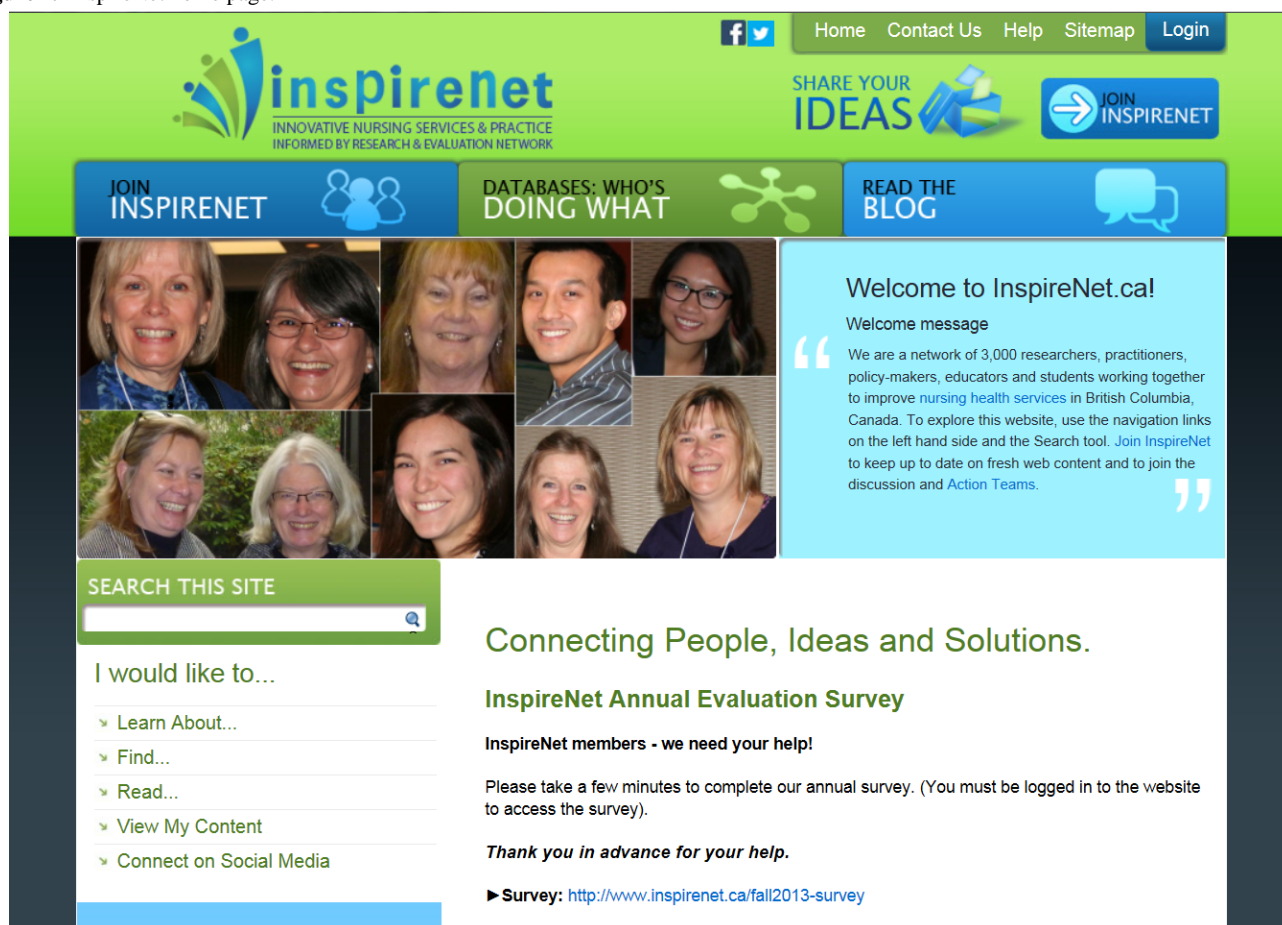 Home Contact Us Help Sitemap Login
inspirenet
INNOVATIVE NURSING SERVICES & PRACTICE
INFORMED BY RESEARCH & EVALUATION NETWORK
SHARE YOUR
IDEAS
JOIN
INSPIRENET
JOIN
INSPIRENET
DATABASES: WHO'S
DOING WHAT
READ THE
BLOG
Welcome to InspireNet.ca!
Welcome message
“
We are a network of 3,000 researchers, practitioners,
policy-makers, educators and students working together
to improve nursing health services in British Columbia,
Canada. To explore this website, use the navigation links
on the left hand side and the Search tool. Join InspireNet
to keep up to date on fresh web content and to join the
discussion and Action Teams.
”
SEARCH THIS SITE
I would like to...
Learn About...
Find...
Read...
View My Content
Connect on Social Media
Connecting People, Ideas and Solutions.
InspireNet Annual Evaluation Survey
InspireNet members - we need your help!
Please take a few minutes to complete our annual survey. (You must be logged in to the website
to access the survey).
Thank you in advance for your help.
►Survey: http://www.inspirenet.ca/fall2013-survey